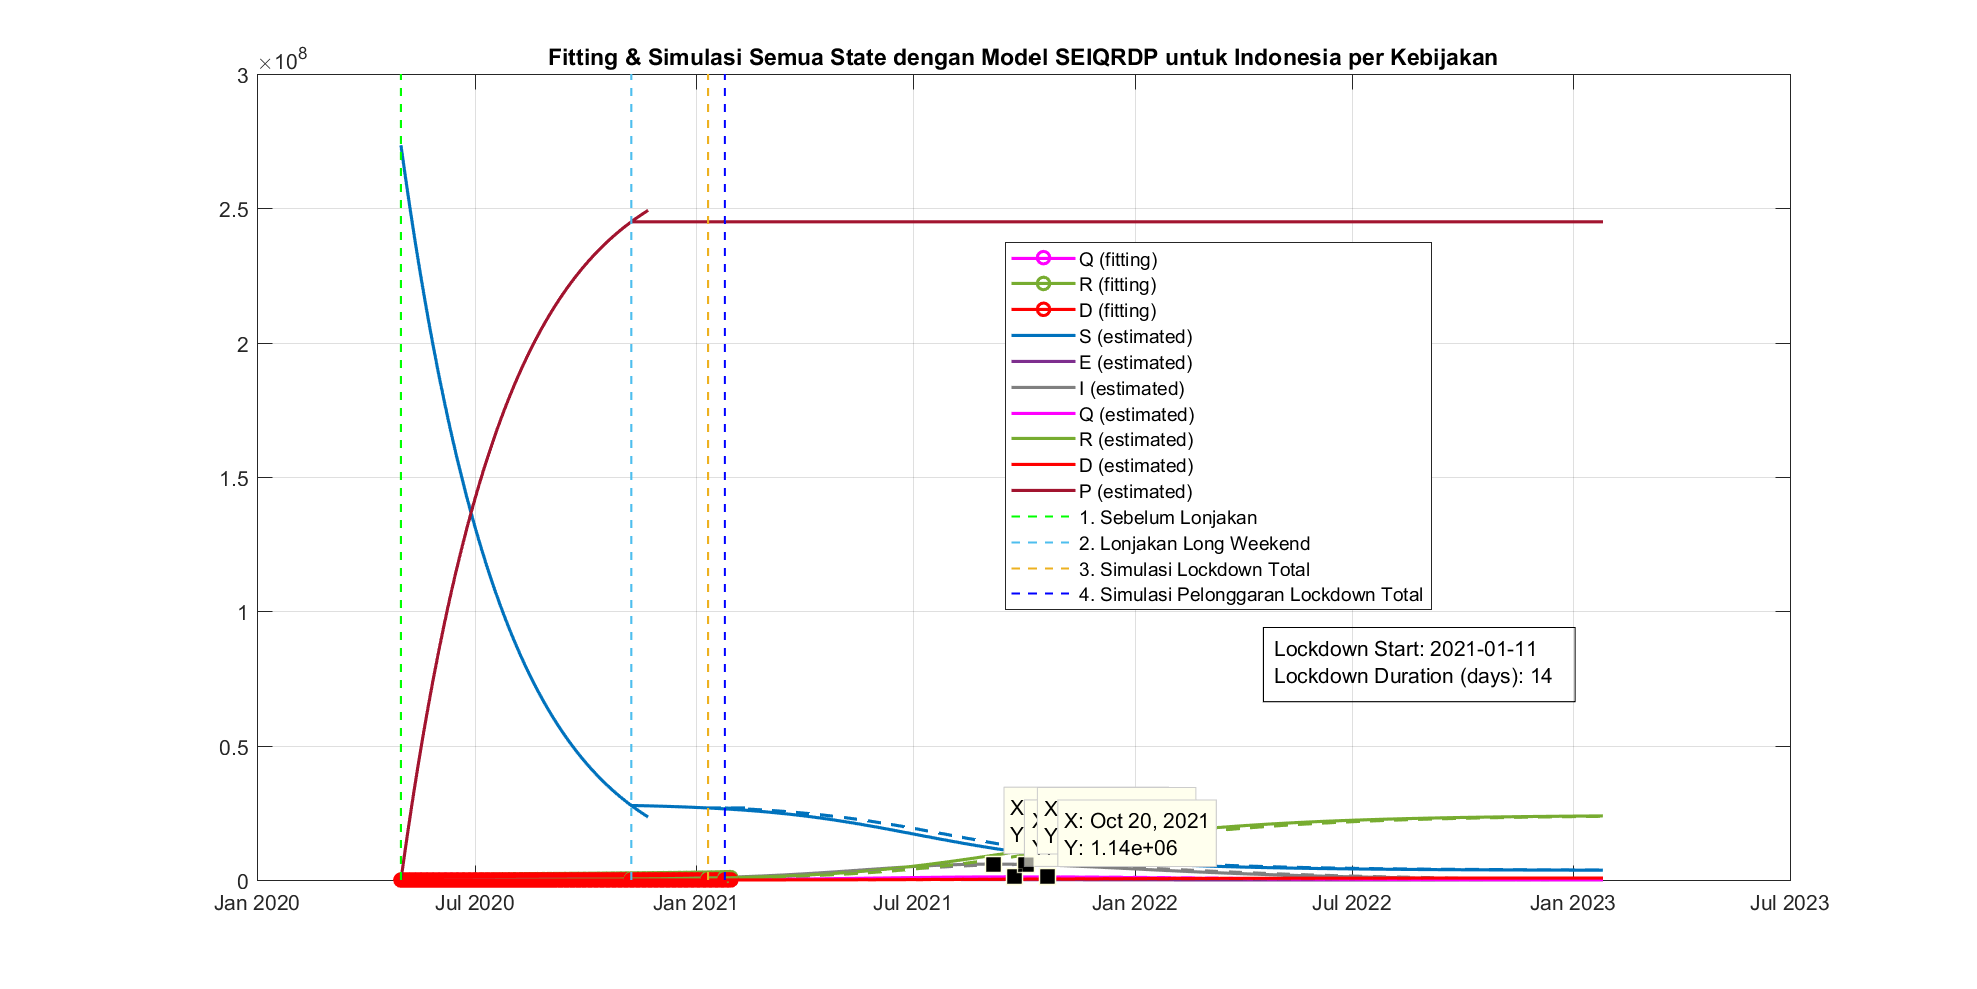 Fitting & Simulasi Semua State dengan Model SEIQRDP untuk Indonesia per Kebijakan
×10^8
3
2.5
2
1.5
1
0.5
0
Q (fitting)
R (fitting)
D (fitting)
S (estimated)
E (estimated)
I (estimated)
Q (estimated)
R (estimated)
D (estimated)
P (estimated)
1. Sebelum Lonjakan
2. Lonjakan Long Weekend
3. Simulasi Lockdown Total
4. Simulasi Pelonggaran Lockdown Total
Lockdown Start: 2021-01-11
Lockdown Duration (days): 14
X
Y
X
X
Y
X: Oct 20, 2021
Y: 1.14e+06
Jan 2020
Jul 2020
Jan 2021
Jul 2021
Jan 2022
Jul 2022
Jan 2023
Jul 2023